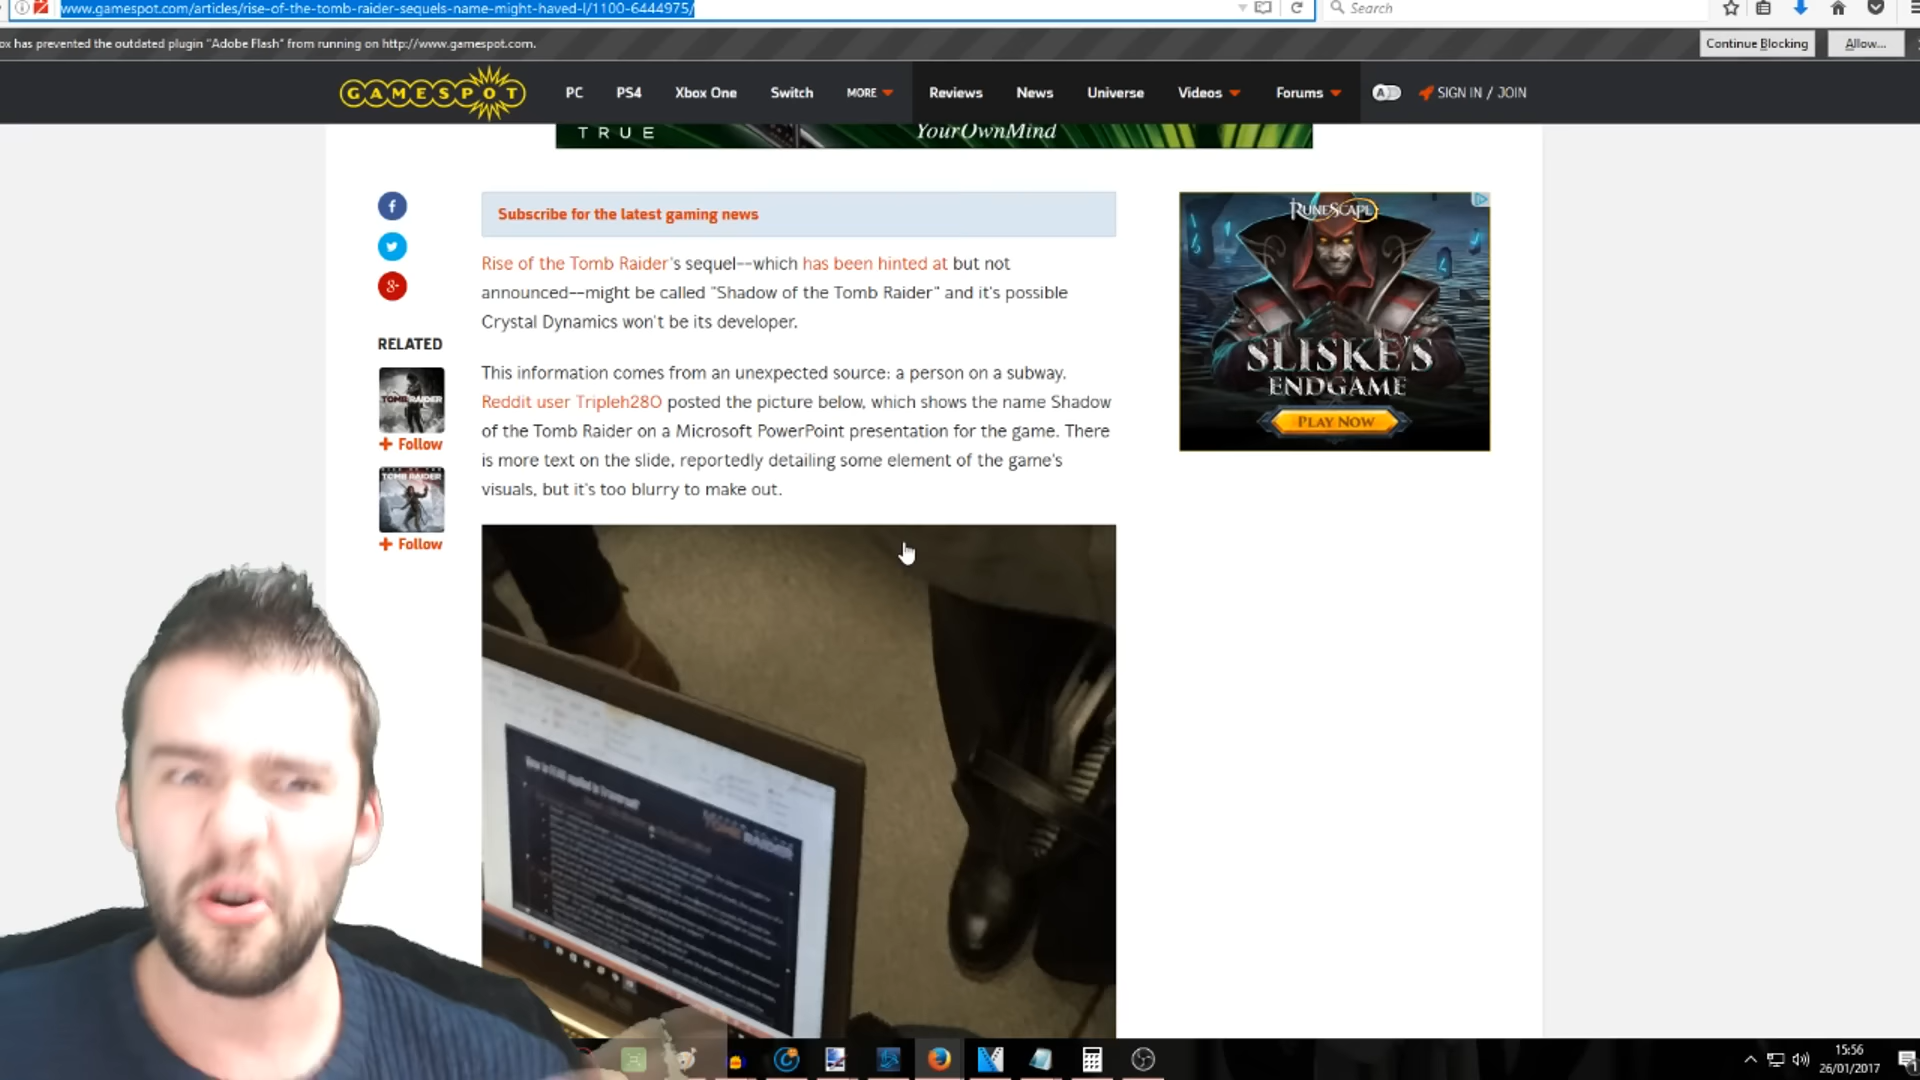 www.gamespot.com/articles/rise-of-the-tomb-raider-sequels-name-might-haved-l/1100-6444975/
Search
ox has prevented the outdated plugin "Adobe Flash" from running on http://www.gamespot.com.
Continue Blocking
Allow...
GAMESPOT
PC
PS4
Xbox One
Switch
MORE
Reviews
News
Universe
Videos
Forums
SIGN IN / JOIN
TRUE
YourOwnMind
Subscribe for the latest gaming news
Rise of the Tomb Raider's sequel--which has been hinted at but not
announced--might be called "Shadow of the Tomb Raider" and it's possible
Crystal Dynamics won't be its developer.
This information comes from an unexpected source: a person on a subway.
Reddit user Tripleh280 posted the picture below, which shows the name Shadow
of the Tomb Raider on a Microsoft PowerPoint presentation for the game. There
is more text on the slide, reportedly detailing some element of the game's
visuals, but it's too blurry to make out.
RELATED
TOMB RAIDER
+ Follow
TOMB RAIDER
+ Follow
RUNESCAPE
SLISKE'S
ENDGAME
PLAY NOW
TOMB RAIDER
15:56
26/01/2017